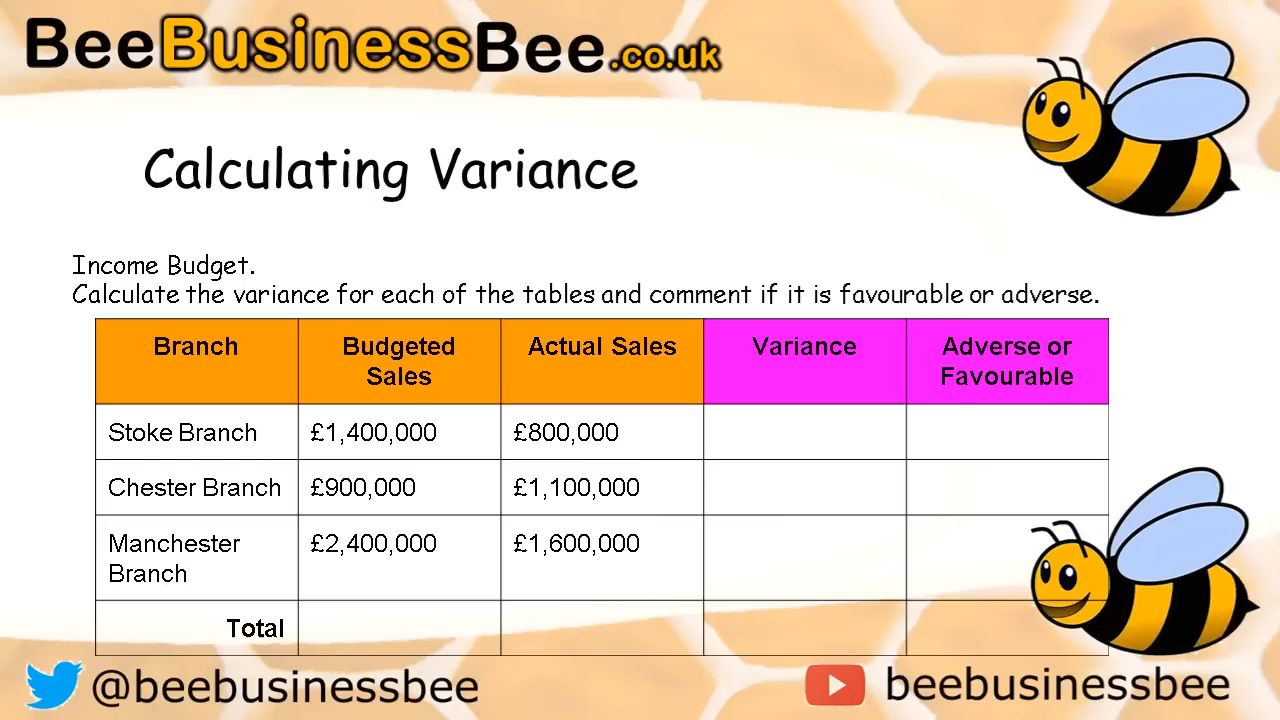 BeeBusinessBee.co.uk
Calculating Variance
Income Budget.
Calculate the variance for each of the tables and comment if it is favourable or adverse.
Branch Budgeted Sales Actual Sales Variance Adverse or Favourable
Stoke Branch £1,400,000 £800,000
Chester Branch £900,000 £1,100,000
Manchester Branch £2,400,000 £1,600,000
Total
@beebusinessbee beebusinessbee